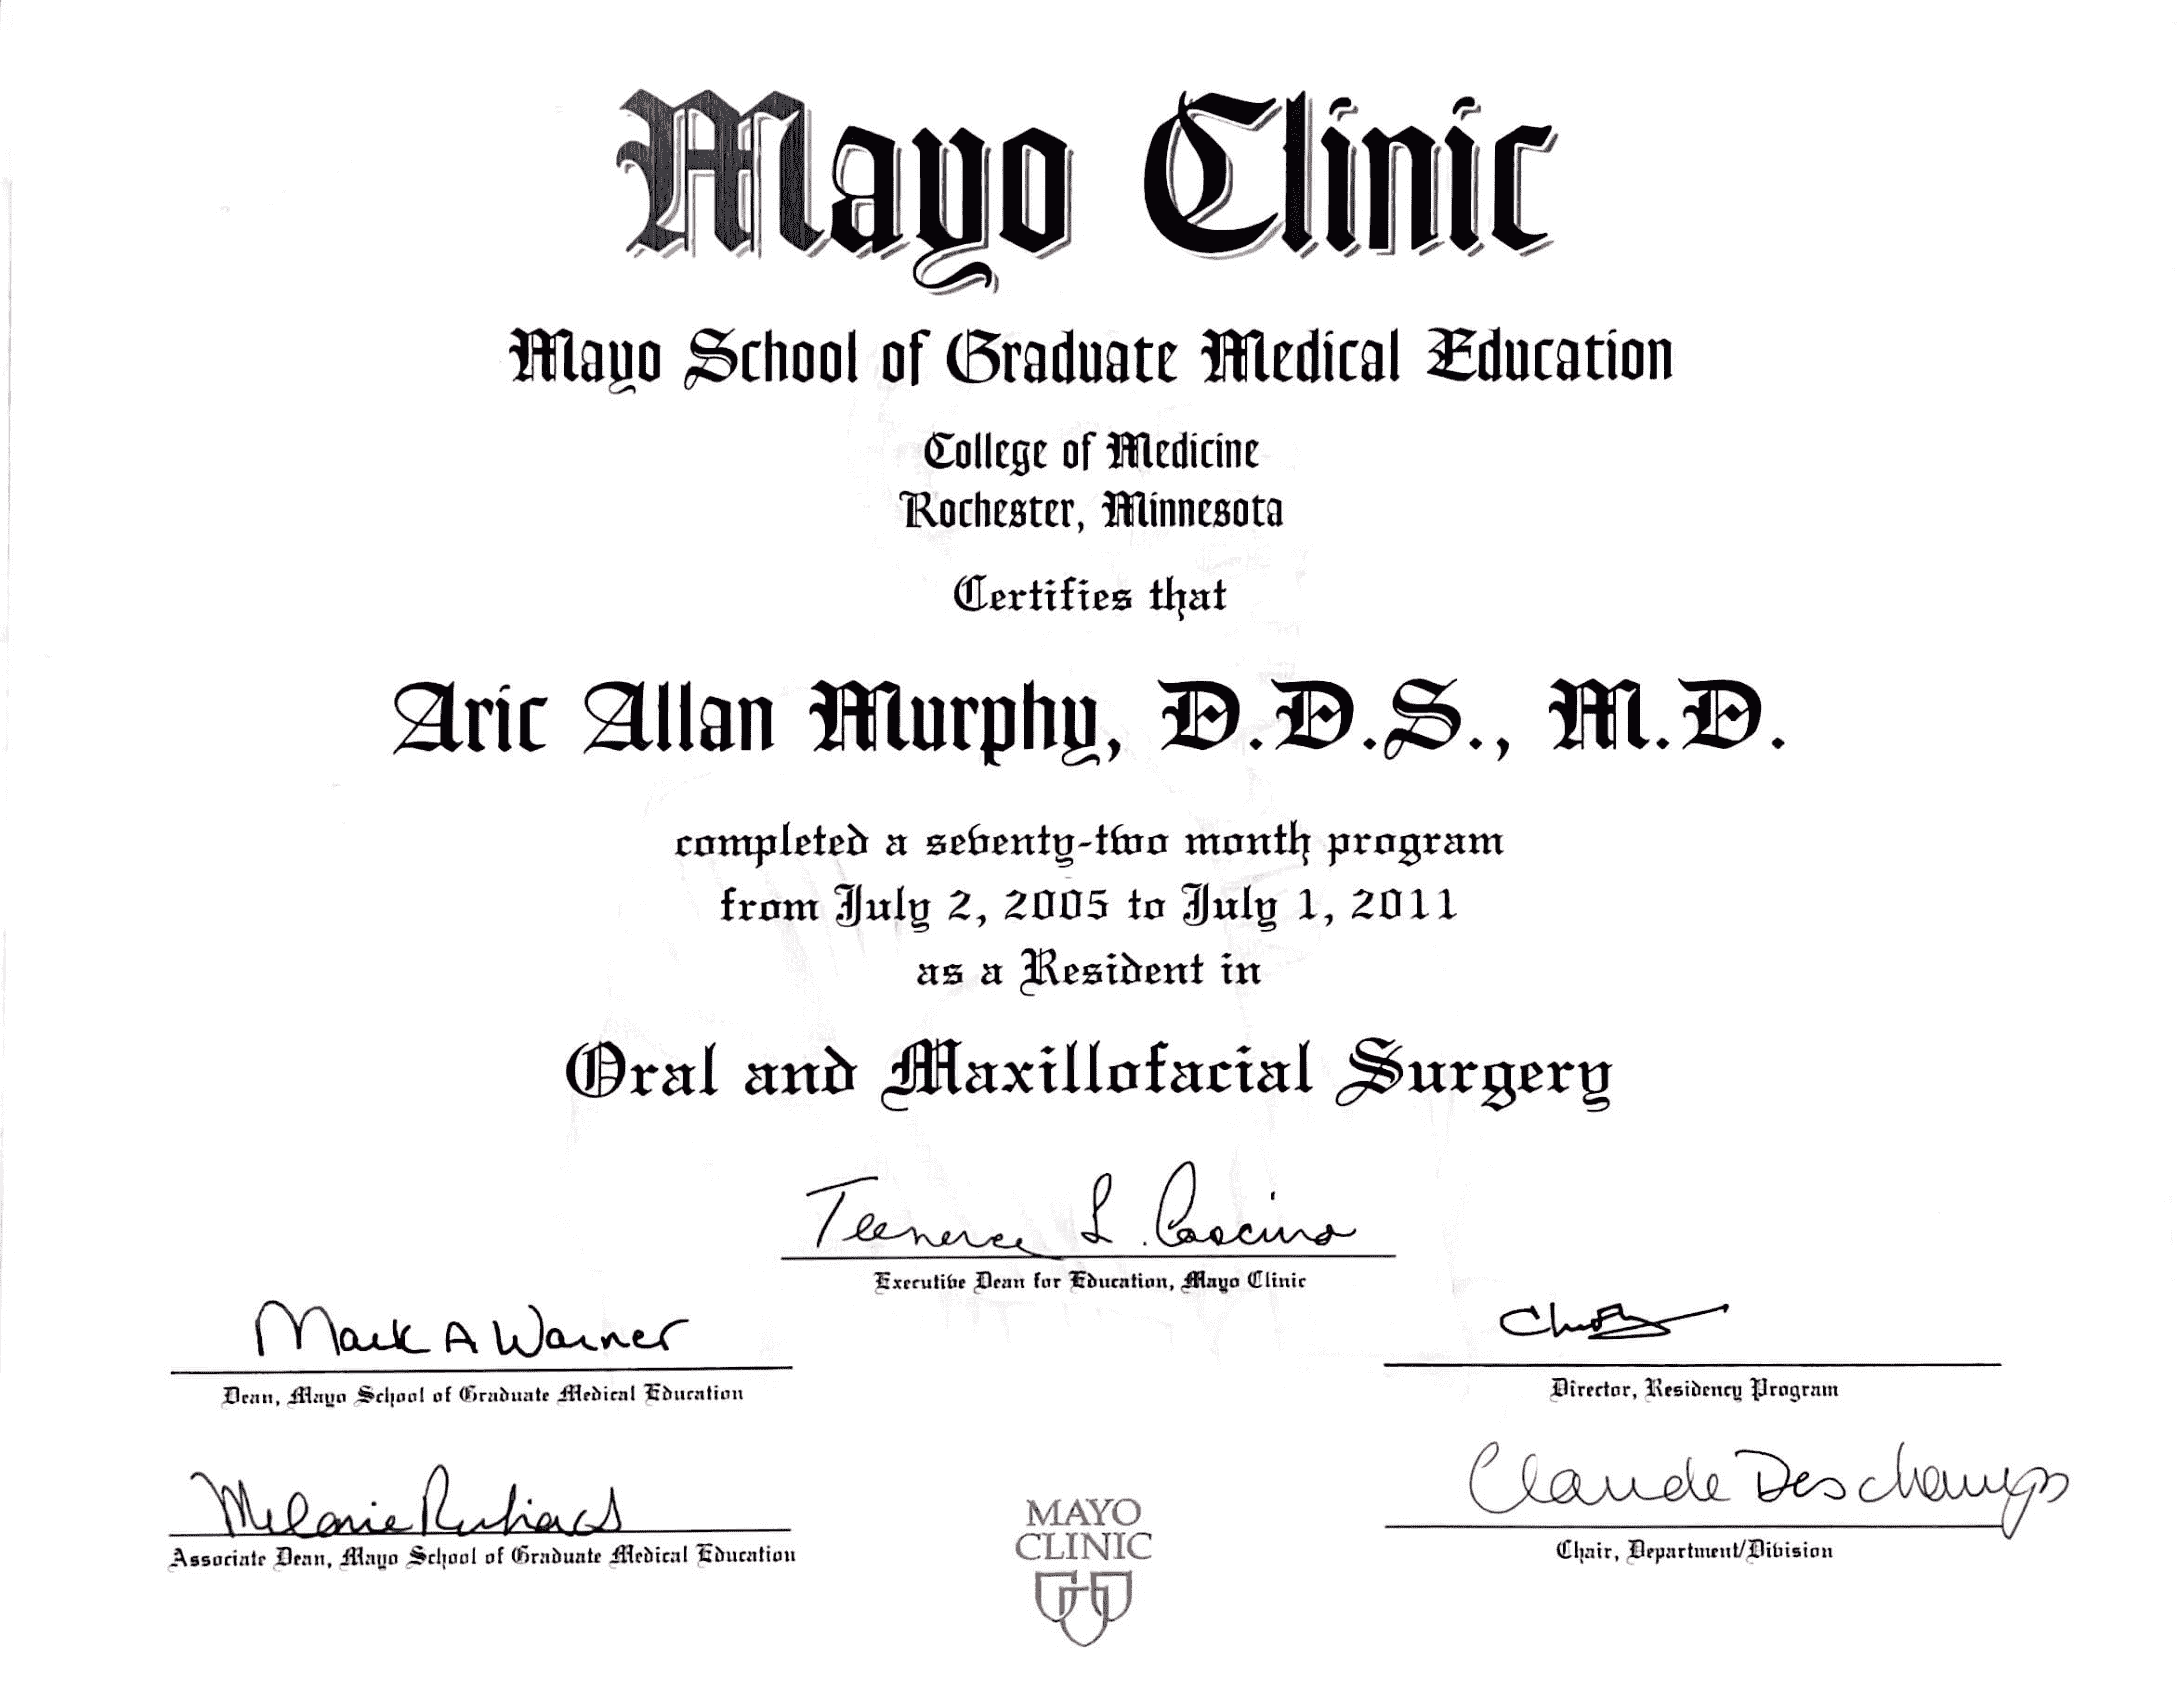 Mayo Clinic
Mayo School of Graduate Medical Education
College of Medicine
Rochester, Minnesota
Certifies that
Aric Allan Murphy, D.D.S., M.D.
completed a seventy-two month program
from July 2, 2005 to July 1, 2011
as a Resident in
Oral and Maxillofacial Surgery
Terrence L. Cascino
Executive Dean for Education, Mayo Clinic
Mark A Warner
Dean, Mayo School of Graduate Medical Education
Director, Residency Program
Melanie
Associate Dean, Mayo School of Graduate Medical Education
Claude Deschamps
Chair, Department/Division
MAYO
CLINIC